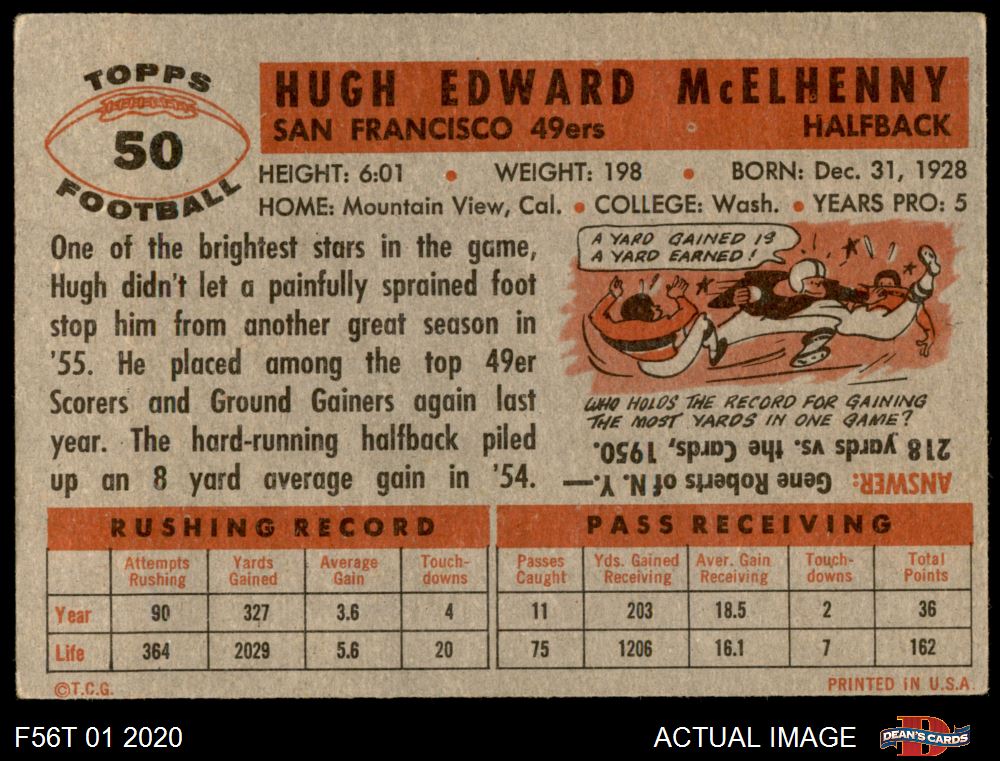 TOPPS
50
FOOTBALL
HUGH EDWARD McELHENNY
SAN FRANCISCO 49ers HALFBACK
HEIGHT: 6:01 • WEIGHT: 198 • BORN: Dec. 31, 1928
HOME: Mountain View, Cal. • COLLEGE: Wash. • YEARS PRO: 5
One of the brightest stars in the game,
Hugh didn't let a painfully sprained foot
stop him from another great season in
'55. He placed among the top 49er
Scorers and Ground Gainers again last
year. The hard-running halfback piled
up an 8 yard average gain in '54.
A YARD GAINED IS
A YARD EARNED!
WHO HOLDS THE RECORD FOR GAINING
THE MOST YARDS IN ONE GAME?
ANSWER: Gene Roberts of N.Y.—
218 yards vs. the Cards, 1950.
RUSHING RECORD PASS RECEIVING
Attempts Yards Average Touch- Passes Yds. Gained Aver. Gain Touch- Total
Rushing Gained Gain downs Caught Receiving Receiving downs Points
Year 90 327 3.6 4 11 203 18.5 2 36
Life 364 2029 5.6 20 75 1206 16.1 7 162
©T.C.G. PRINTED IN U.S.A.
F56T 01 2020 ACTUAL IMAGE D DEAN'S CARDS